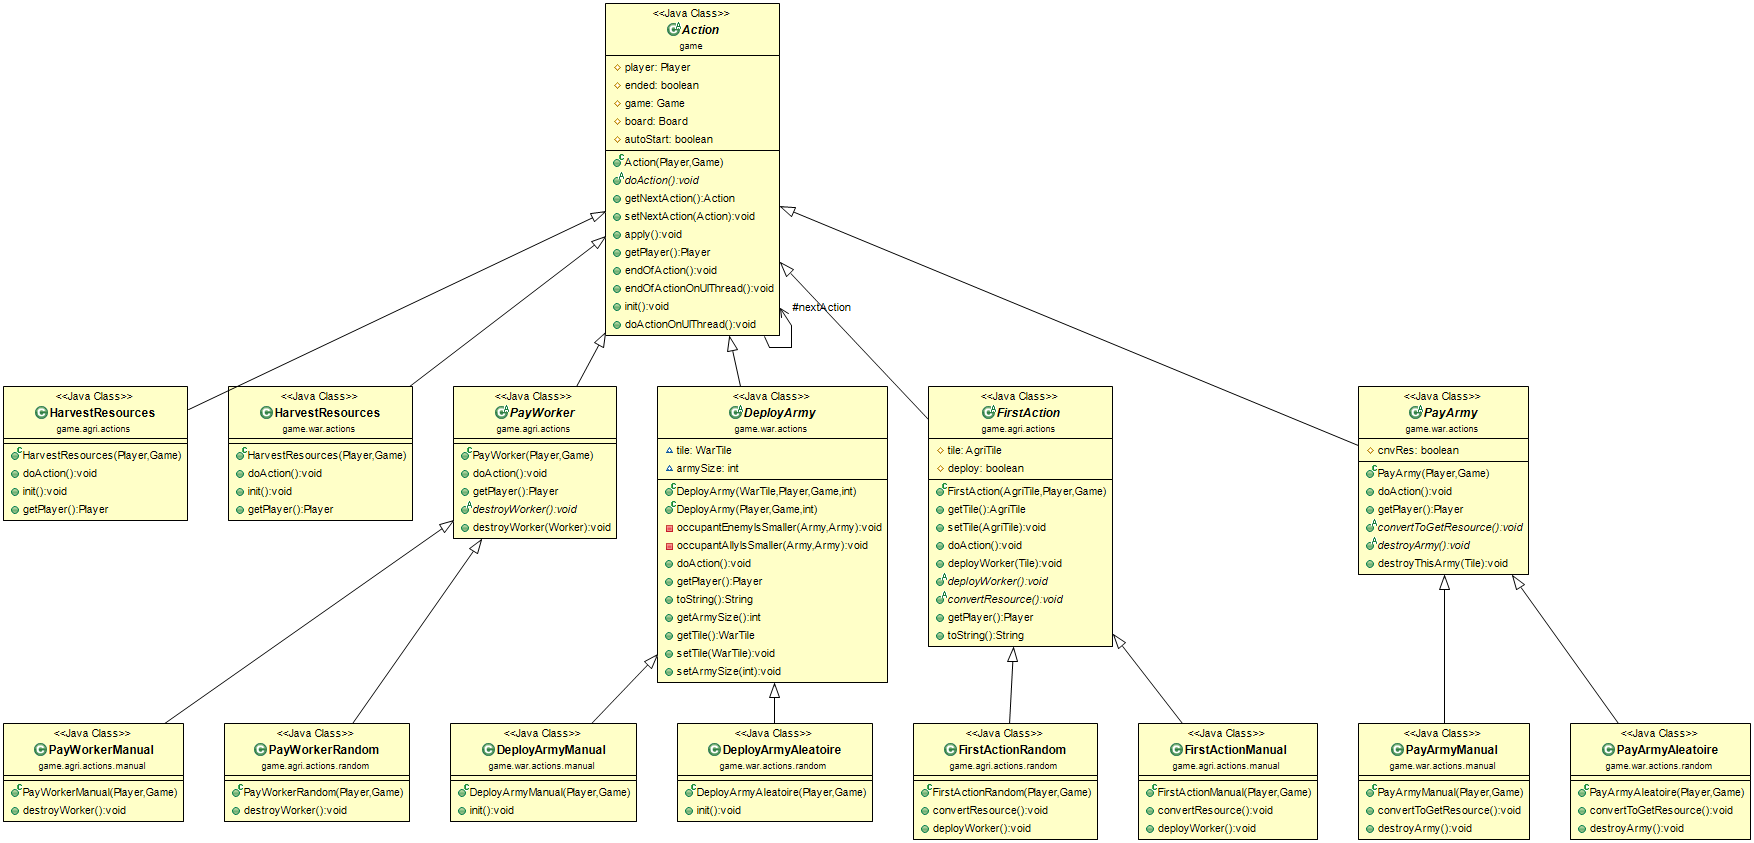 <<Java Class>>
Action
game
player: Player
ended: boolean
game: Game
board: Board
autoStart: boolean
Action(Player,Game)
doAction():void
getNextAction():Action
setNextAction(Action):void
apply():void
getPlayer():Player
endOfAction():void
endOfActionOnUIThread():void
init():void
doActionOnUIThread():void
#nextAction
<<Java Class>>
HarvestResources
game.agri.actions
HarvestResources(Player,Game)
doAction():void
init():void
getPlayer():Player
<<Java Class>>
HarvestResources
game.war.actions
HarvestResources(Player,Game)
doAction():void
init():void
getPlayer():Player
<<Java Class>>
PayWorker
game.agri.actions
PayWorker(Player,Game)
doAction():void
getPlayer():Player
destroyWorker():void
destroyWorker(Worker):void
<<Java Class>>
DeployArmy
game.war.actions
tile: WarTile
armySize: int
DeployArmy(WarTile,Player,Game,int)
DeployArmy(Player,Game,int)
occupantEnemyIsSmaller(Army,Army):void
occupantAllyIsSmaller(Army,Army):void
doAction():void
getPlayer():Player
toString():String
getArmySize():int
getTile():WarTile
setTile(WarTile):void
setArmySize(int):void
<<Java Class>>
FirstAction
game.agri.actions
tile: AgriTile
deploy: boolean
FirstAction(AgriTile,Player,Game)
getTile():AgriTile
setTile(AgriTile):void
doAction():void
deployWorker(Tile):void
deployWorker():void
convertResource():void
getPlayer():Player
toString():String
<<Java Class>>
PayArmy
game.war.actions
cnvRes: boolean
PayArmy(Player,Game)
doAction():void
getPlayer():Player
convertToGetResource():void
destroyArmy():void
destroyThisArmy(Tile):void
<<Java Class>>
PayWorkerManual
game.agri.actions.manual
PayWorkerManual(Player,Game)
destroyWorker():void
<<Java Class>>
PayWorkerRandom
game.agri.actions.random
PayWorkerRandom(Player,Game)
destroyWorker():void
<<Java Class>>
DeployArmyManual
game.war.actions.manual
DeployArmyManual(Player,Game)
init():void
<<Java Class>>
DeployArmyAleatoire
game.war.actions.random
DeployArmyAleatoire(Player,Game)
init():void
<<Java Class>>
FirstActionRandom
game.agri.actions.random
FirstActionRandom(Player,Game)
convertResource():void
deployWorker():void
<<Java Class>>
FirstActionManual
game.agri.actions.manual
FirstActionManual(Player,Game)
convertResource():void
deployWorker():void
<<Java Class>>
PayArmyManual
game.war.actions.manual
PayArmyManual(Player,Game)
convertToGetResource():void
destroyArmy():void
<<Java Class>>
PayArmyAleatoire
game.war.actions.random
PayArmyAleatoire(Player,Game)
convertToGetResource():void
destroyArmy():void